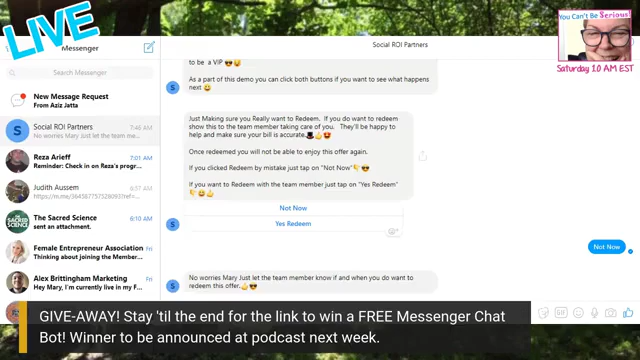 LIVE
You Can't Be Serious!
Saturday 10 AM EST
Messenger
Social ROI Partners
Search Messenger
New Message Request
From Aziz Jatta
Social ROI Partners
7:48 AM
No worries Mary Just let the team me...
Reza Arieff
7:01 AM
Reminder: Check in on Reza's progr...
Judith Aussem
6:37 AM
The Sacred Science
6:10 AM
sent an attachment.
Female Entrepreneur Association
Fri
Thinking about joining the Member...
Alex Brittingham Marketing
Fri
Hey Mary, I'm currently live in my F...
to be a VIP
As a part of this demo you can click both buttons if you want to see what happens
next
Just Making sure you Really want to Redeem. If you do want to redeem
show this to the team member taking care of you. They'll be happy to
help and make sure your bill is accurate.
Once redeemed you will not be able to enjoy this offer again.
If you clicked Redeem by mistake just tap on "Not Now"
If you want to Redeem with the team member just tap on "Yes Redeem"
Not Now
Yes Redeem
Not Now
No worries Mary Just let the team member know if and when you do want to
redeem this offer.
GIF
GIVE-AWAY! Stay 'til the end for the link to win a FREE Messenger Chat
Bot! Winner to be announced at podcast next week.